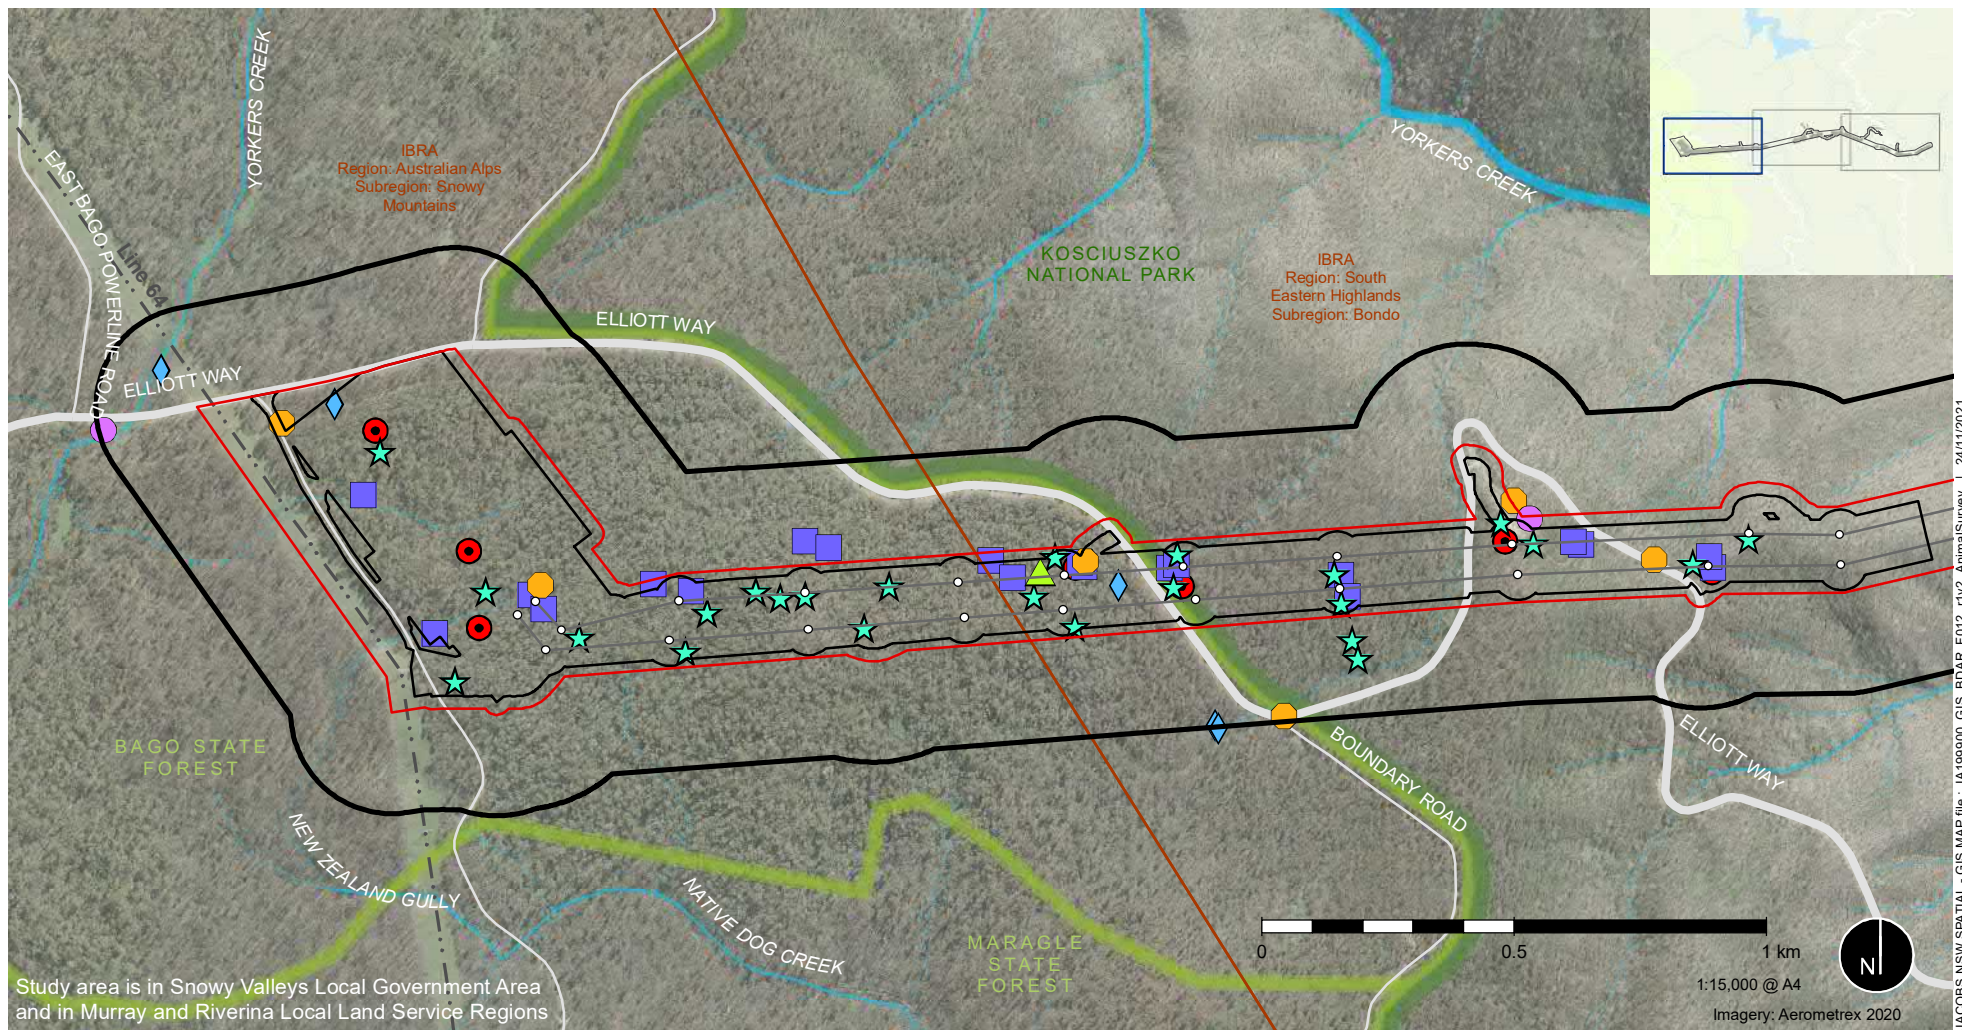 YORKERS CREEK
EAST BAGO POWERLINE ROAD
Line 64
IBRA
Region: Australian Alps
Subregion: Snowy
Mountains
ELLIOTT WAY
ELLIOTT WAY
KOSCIUSZKO
NATIONAL PARK
IBRA
Region: South
Eastern Highlands
Subregion: Bondo
YORKERS CREEK
BAGO STATE
FOREST
NEW ZEALAND GULLY
NATIVE DOG CREEK
MARAGLE
STATE
FOREST
BOUNDARY ROAD
ELLIOTT WAY
Study area is in Snowy Valleys Local Government Area
and in Murray and Riverina Local Land Service Regions
0 0.5 1 km
1:15,000 @ A4
Imagery: Aerometrex 2020
N
JACOBS NSW SPATIAL - GIS MAP file : IA199900_GIS_BDAR_F012_r1v2_AnimalSurvey | 24/11/2021